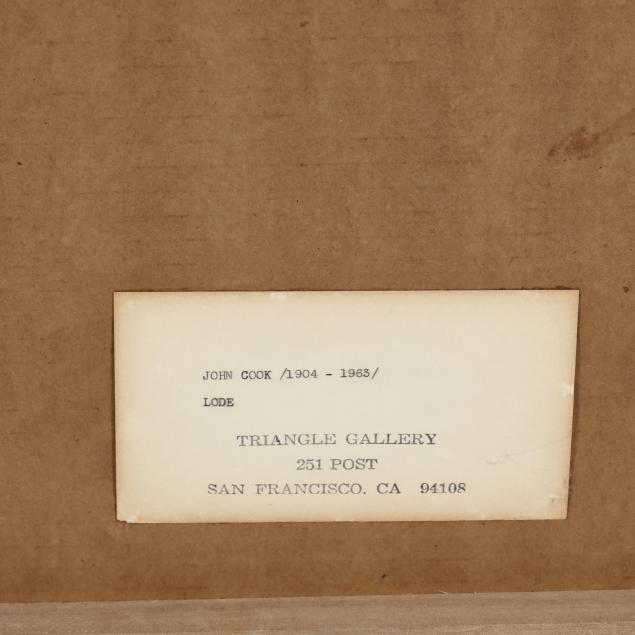 JOHN COOK /1904 - 1963/
LODE
TRIANGLE GALLERY
251 POST
SAN FRANCISCO, CA 94108